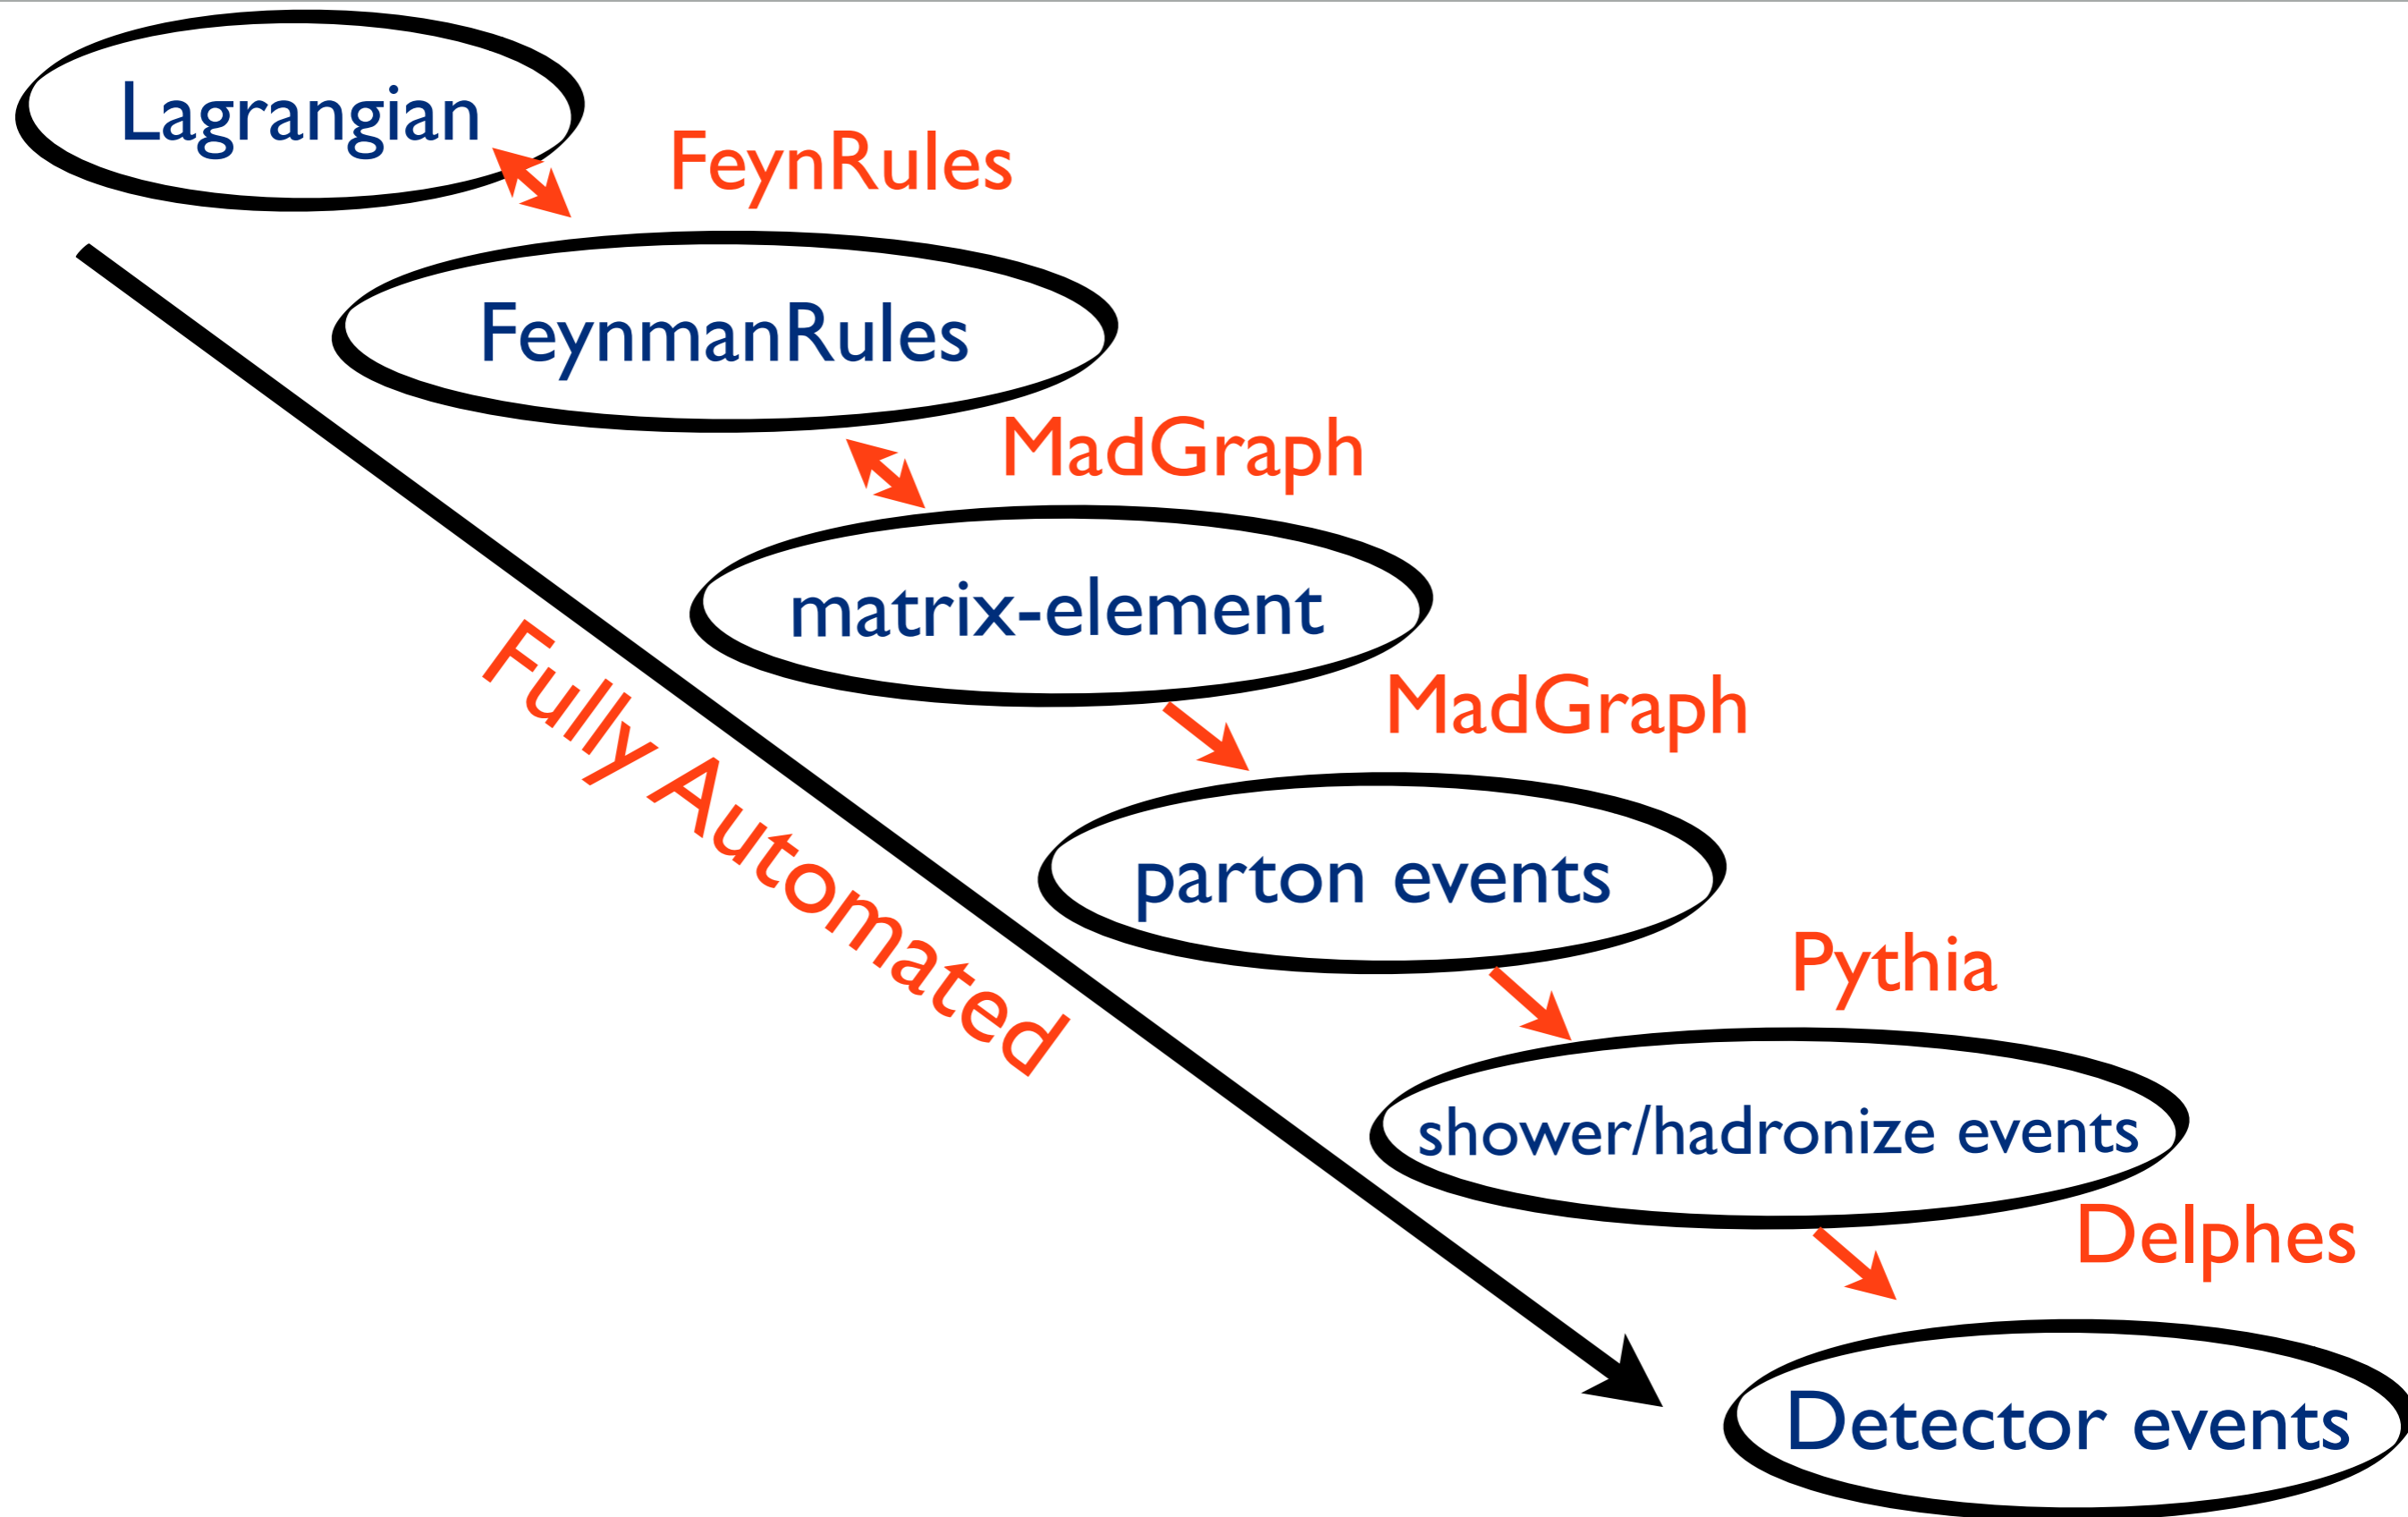 Lagrangian
FeynRules
FeynmanRules
MadGraph
matrix-element
MadGraph
Fully Automated
parton events
Pythia
shower/hadronize events
Delphes
Detector events